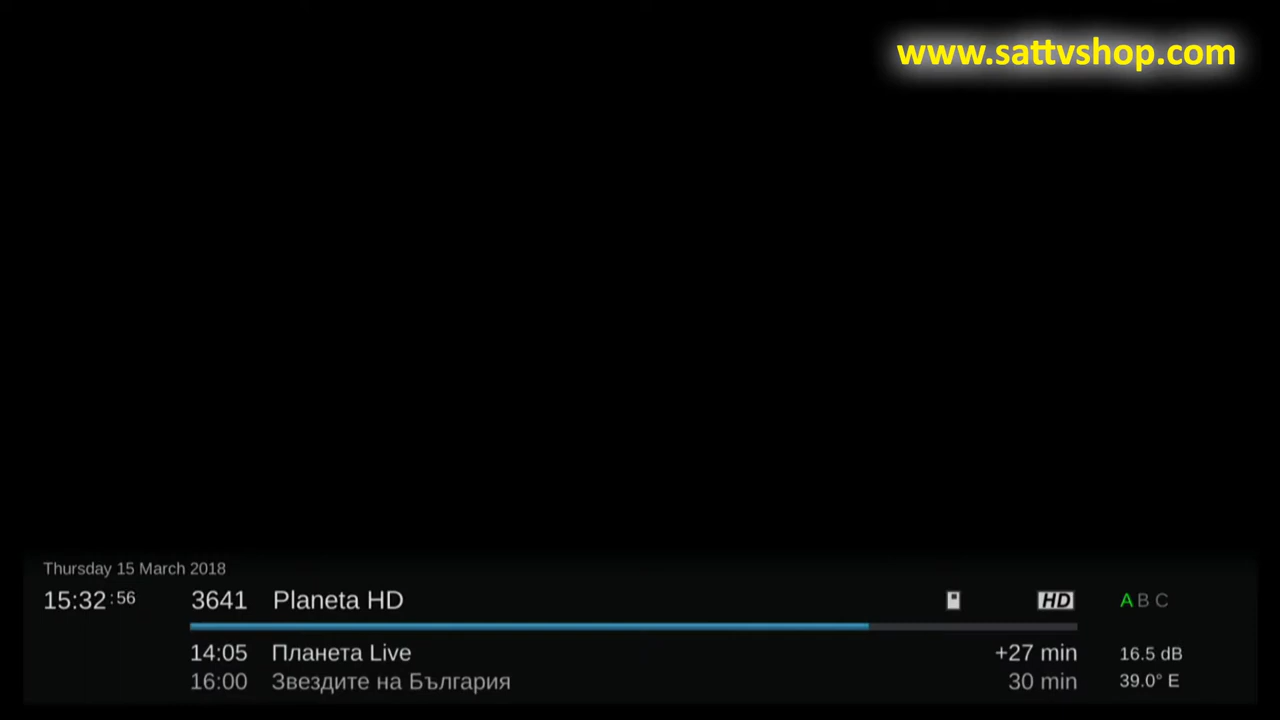 www.sattvshop.com
Thursday 15 March 2018
15:32:56 3641 Planeta HD HD A B C
14:05 Планета Live +27 min 16.5 dB
16:00 Звездите на България 30 min 39.0° E